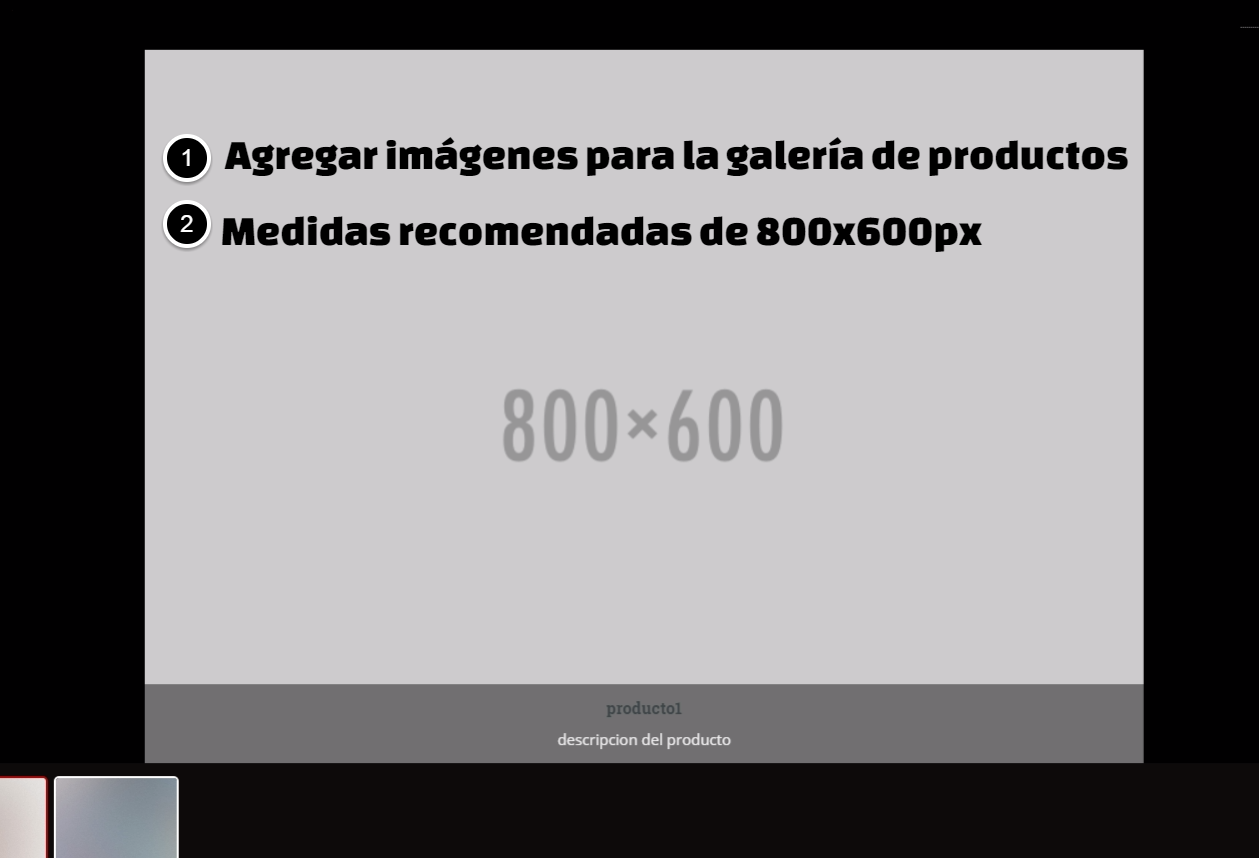 1 Agregar imágenes para la galería de productos
2 Medidas recomendadas de 800x600px
800×600
producto1
descripcion del producto